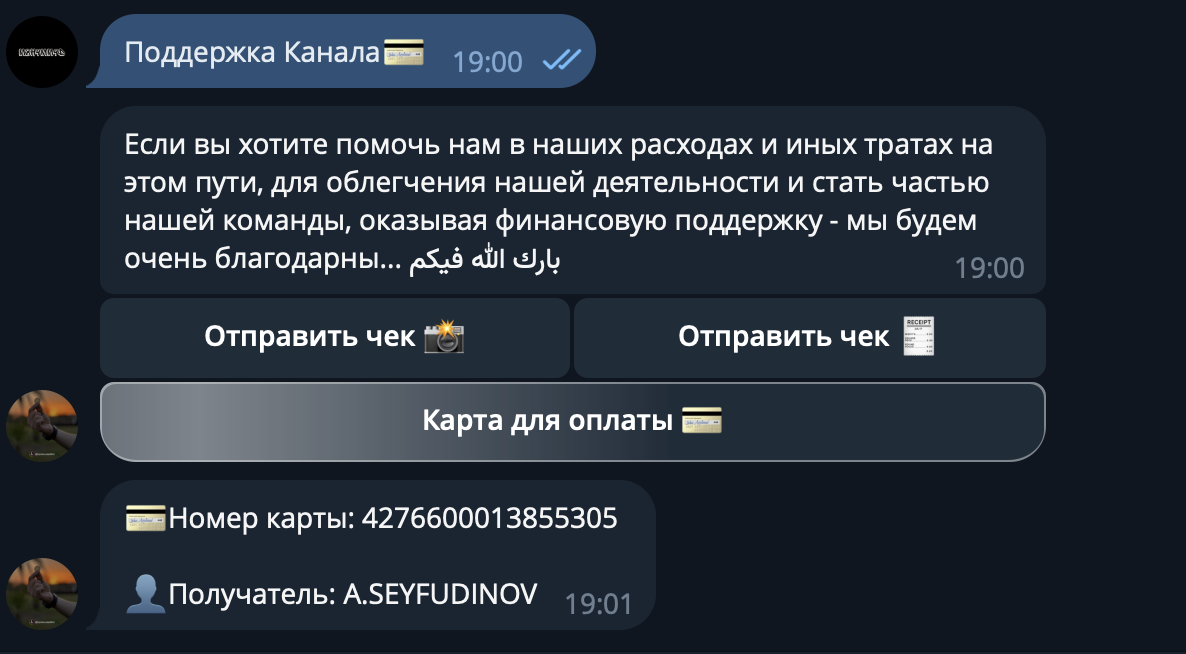 Поддержка Канала 19:00
Если вы хотите помочь нам в наших расходах и иных тратах на
этом пути, для облегчения нашей деятельности и стать частью
нашей команды, оказывая финансовую поддержку - мы будем
очень благодарны... بارك الله فيكم
19:00
Отправить чек
Отправить чек
RECEIPT
Карта для оплаты
Номер карты: 4276600013855305
Получатель: A.SEYFUDINOV 19:01